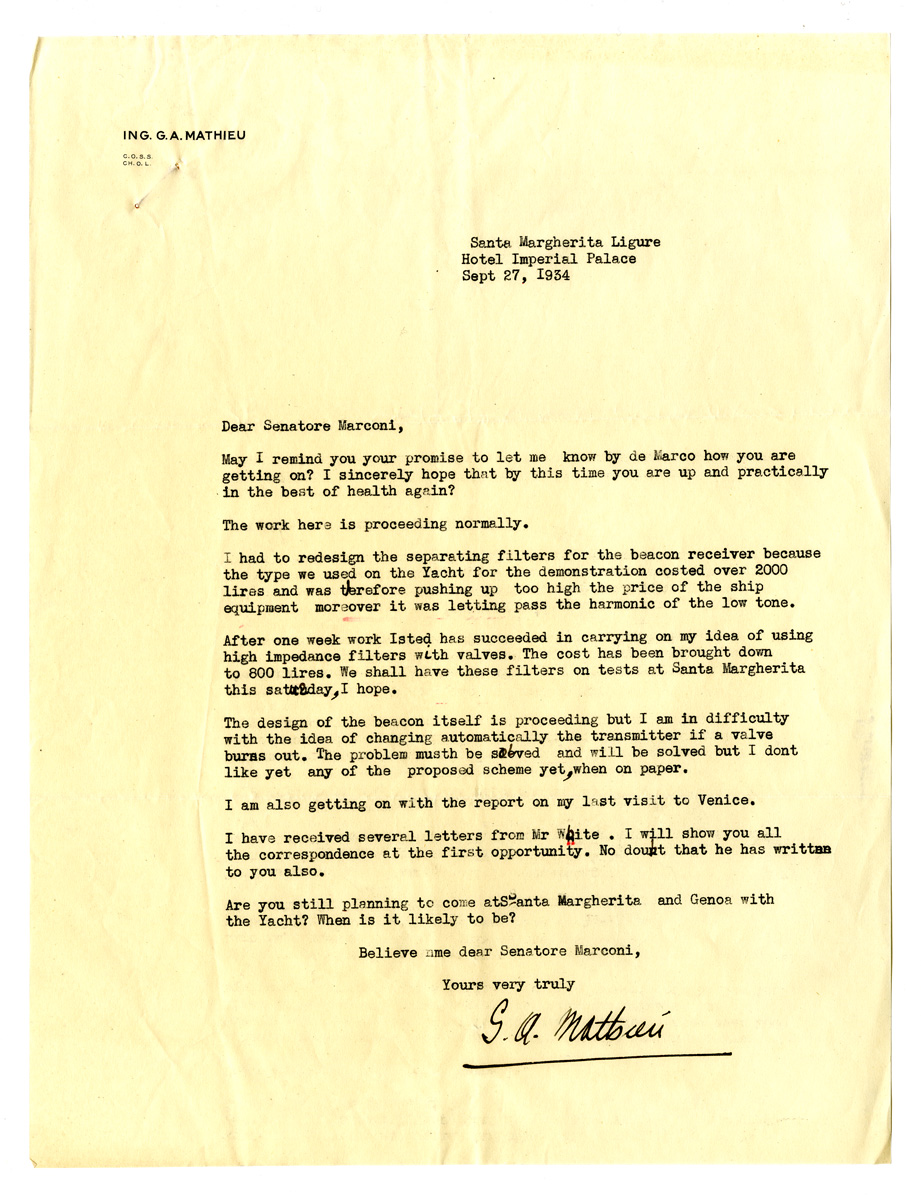 ING. G. A. MATHIEU
C. O. S. S.
CH. O. L.
Santa Margherita Ligure
Hotel Imperial Palace
Sept 27, I934
Dear Senatore Marconi,
May I remind you your promise to let me know by de Marco how you are
getting on? I sincerely hope that by this time you are up and practically
in the best of health again?
The work here is proceeding normally.
I had to redesign the separating filters for the beacon receiver because
the type we used on the Yacht for the demonstration costed over 2000
lires and was therefore pushing up too high the price of the ship
equipment moreover it was letting pass the harmonic of the low tone.
After one week work Isted has succeeded in carrying on my idea of using
high impedance filters with valves. The cost has been brought down
to 800 lires. We shall have these filters on tests at Santa Margherita
this saturday, I hope.
The design of the beacon itself is proceeding but I am in difficulty
with the idea of changing automatically the transmitter if a valve
burns out. The problem musth be solved and will be solved but I dont
like yet any of the proposed scheme yet, when on paper.
I am also getting on with the report on my last visit to Venice.
I have received several letters from Mr White . I will show you all
the correspondence at the first opportunity. No doubt that he has written
to you also.
Are you still planning to come at Santa Margherita and Genoa with
the Yacht? When is it likely to be?
Believe me dear Senatore Marconi,
Yours very truly
G. A. Mathieu